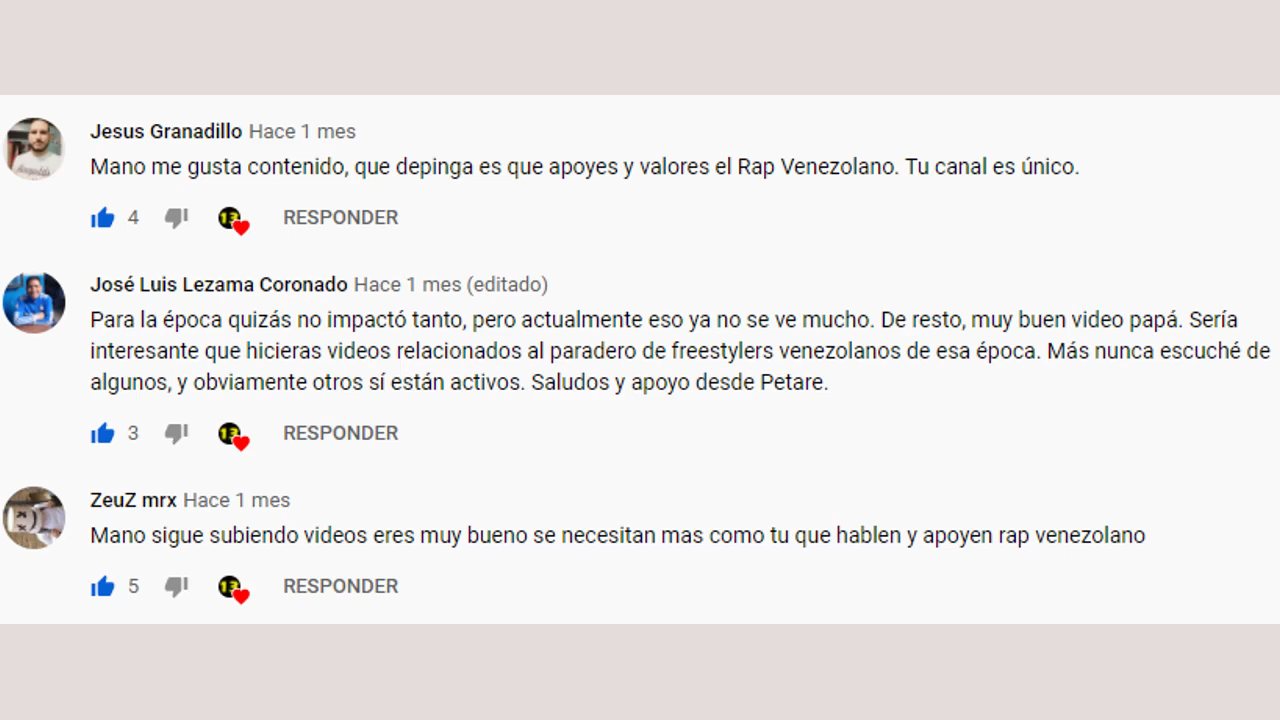 Jesus Granadillo Hace 1 mes
Mano me gusta contenido, que depinga es que apoyes y valores el Rap Venezolano. Tu canal es único.
4 13 RESPONDER
José Luis Lezama Coronado Hace 1 mes (editado)
Para la época quizás no impactó tanto, pero actualmente eso ya no se ve mucho. De resto, muy buen video papá. Sería
interesante que hicieras videos relacionados al paradero de freestylers venezolanos de esa época. Más nunca escuché de
algunos, y obviamente otros sí están activos. Saludos y apoyo desde Petare.
3 13 RESPONDER
ZeuZ mrx Hace 1 mes
Mano sigue subiendo videos eres muy bueno se necesitan mas como tu que hablen y apoyen rap venezolano
5 13 RESPONDER